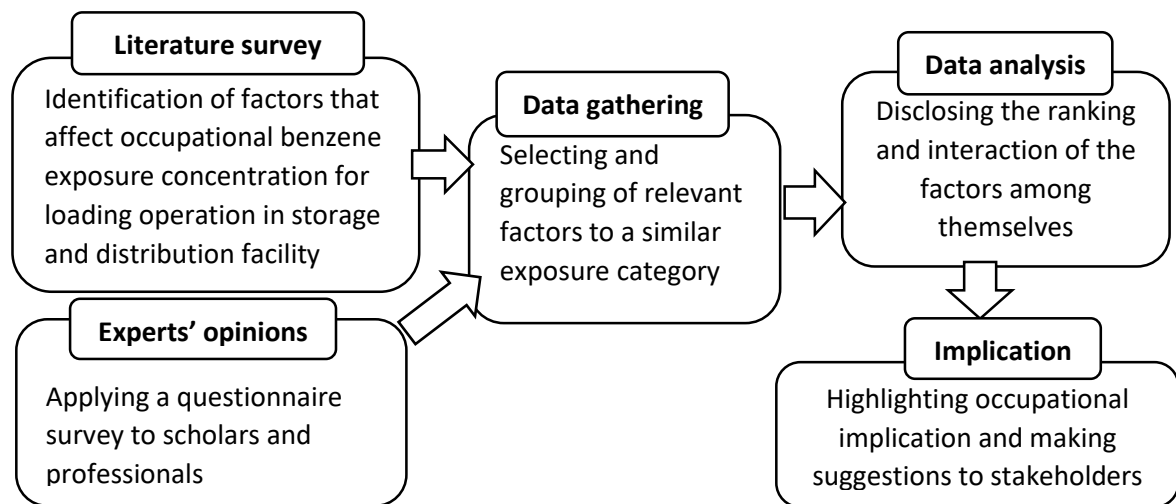 Literature survey
Identification of factors that
affect occupational benzene
exposure concentration for
loading operation in storage
and distribution facility
Experts’ opinions
Applying a questionnaire
survey to scholars and
professionals
Data gathering
Selecting and
grouping of relevant
factors to a similar
exposure category
Data analysis
Disclosing the ranking
and interaction of the
factors among
themselves
Implication
Highlighting occupational
implication and making
suggestions to stakeholders